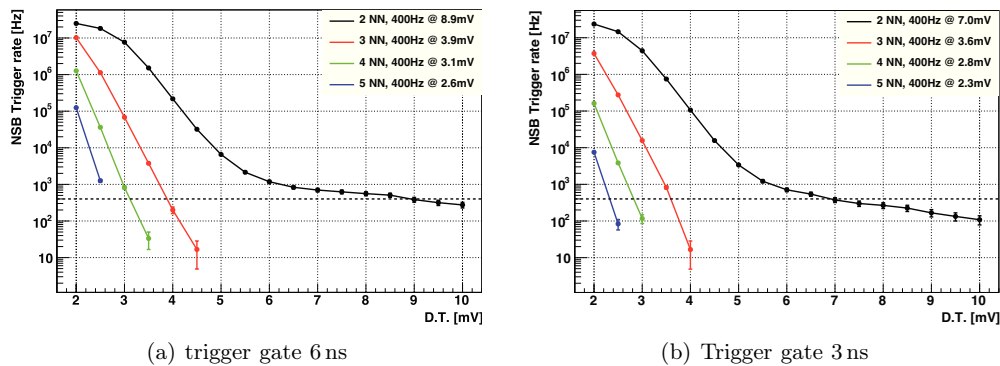 NSB Trigger rate [Hz]
10⁷
10⁶
10⁵
10⁴
10³
10²
10
2 NN, 400Hz @ 8.9mV
3 NN, 400Hz @ 3.9mV
4 NN, 400Hz @ 3.1mV
5 NN, 400Hz @ 2.6mV
2 3 4 5 6 7 8 9 10
D.T. [mV]
(a) trigger gate 6 ns
NSB Trigger rate [Hz]
10⁷
10⁶
10⁵
10⁴
10³
10²
10
2 NN, 400Hz @ 7.0mV
3 NN, 400Hz @ 3.6mV
4 NN, 400Hz @ 2.8mV
5 NN, 400Hz @ 2.3mV
2 3 4 5 6 7 8 9 10
D.T. [mV]
(b) Trigger gate 3 ns